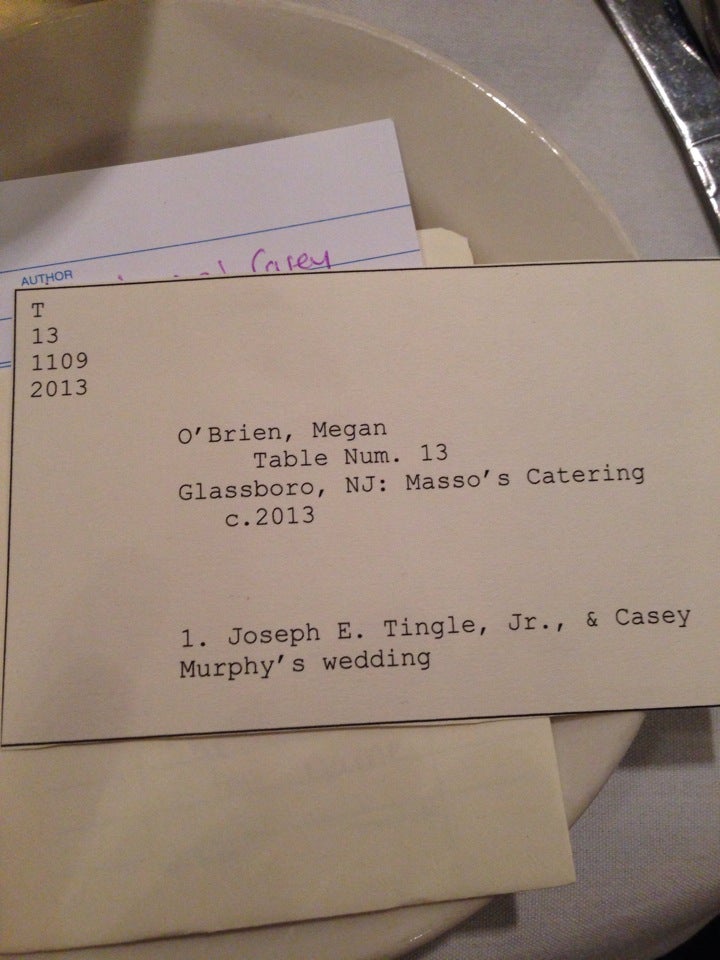 AUTHOR
Casey
T
13
1109
2013
O'Brien, Megan
Table Num. 13
Glassboro, NJ: Masso's Catering
c.2013
1. Joseph E. Tingle, Jr., & Casey
Murphy's wedding